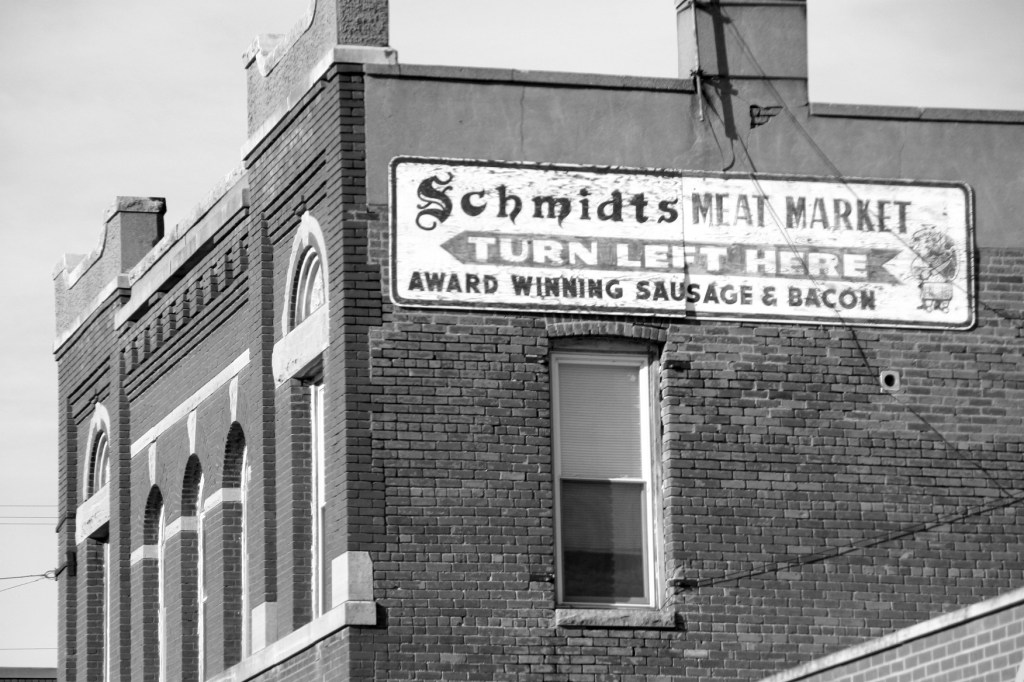 Schmidts MEAT MARKET
TURN LEFT HERE
AWARD WINNING SAUSAGE & BACON